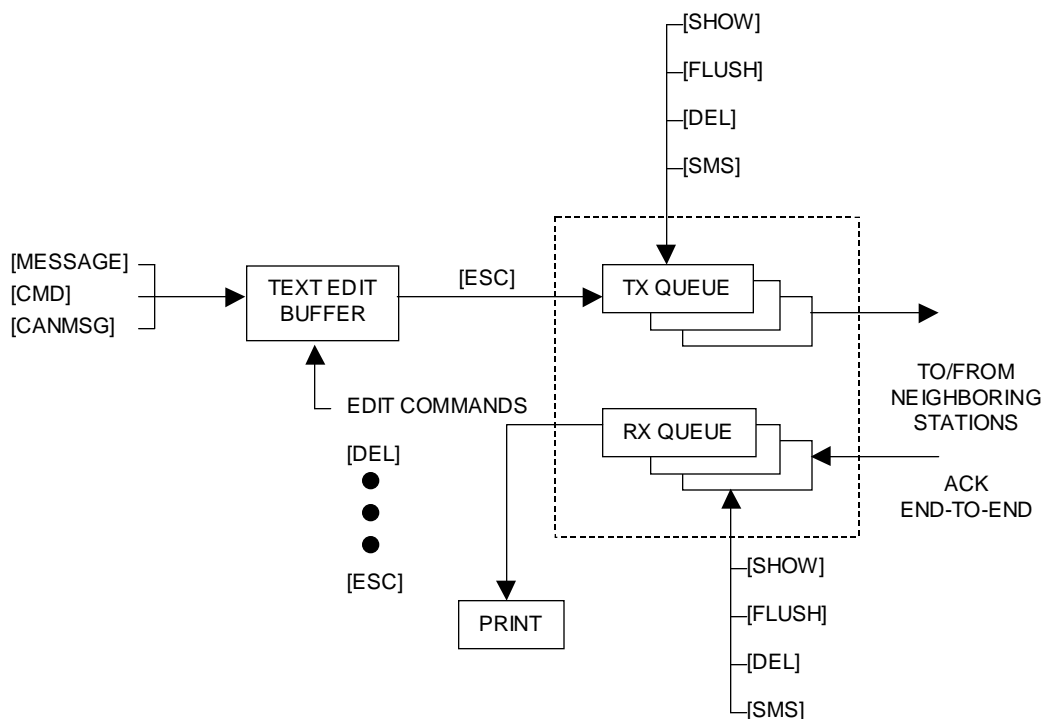 [SHOW]
[FLUSH]
[DEL]
[SMS]
[MESSAGE]
[CMD]
[CANMSG]
TEXT EDIT
BUFFER
[ESC]
TX QUEUE
TO/FROM
NEIGHBORING
STATIONS
EDIT COMMANDS
[DEL]
[ESC]
RX QUEUE
ACK
END-TO-END
PRINT
[SHOW]
[FLUSH]
[DEL]
[SMS]